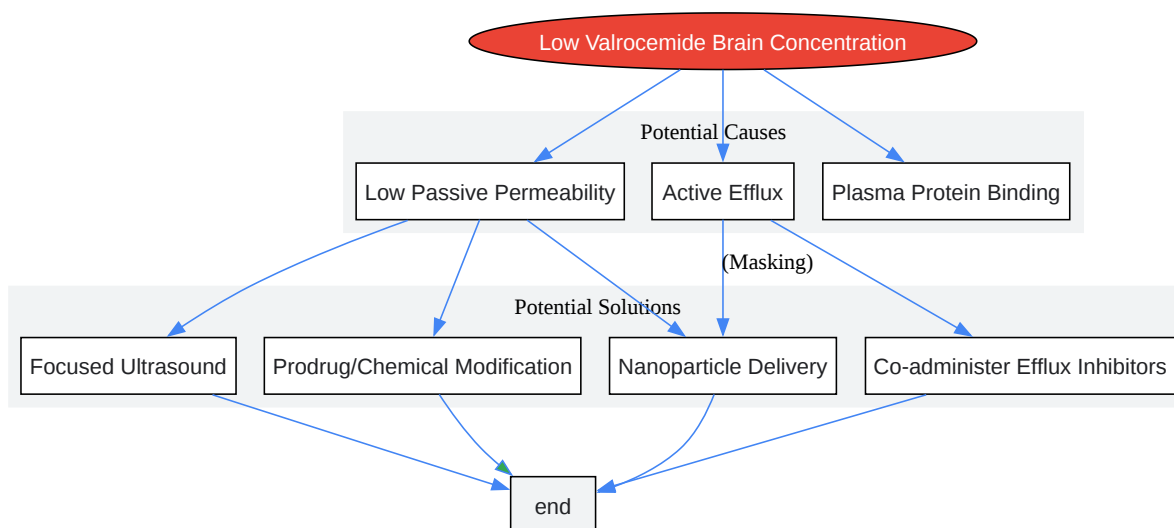 Low Valrocemide Brain Concentration
Potential Causes
Low Passive Permeability
Active Efflux
Plasma Protein Binding
(Masking)
Potential Solutions
Focused Ultrasound
Prodrug/Chemical Modification
Nanoparticle Delivery
Co-administer Efflux Inhibitors
end